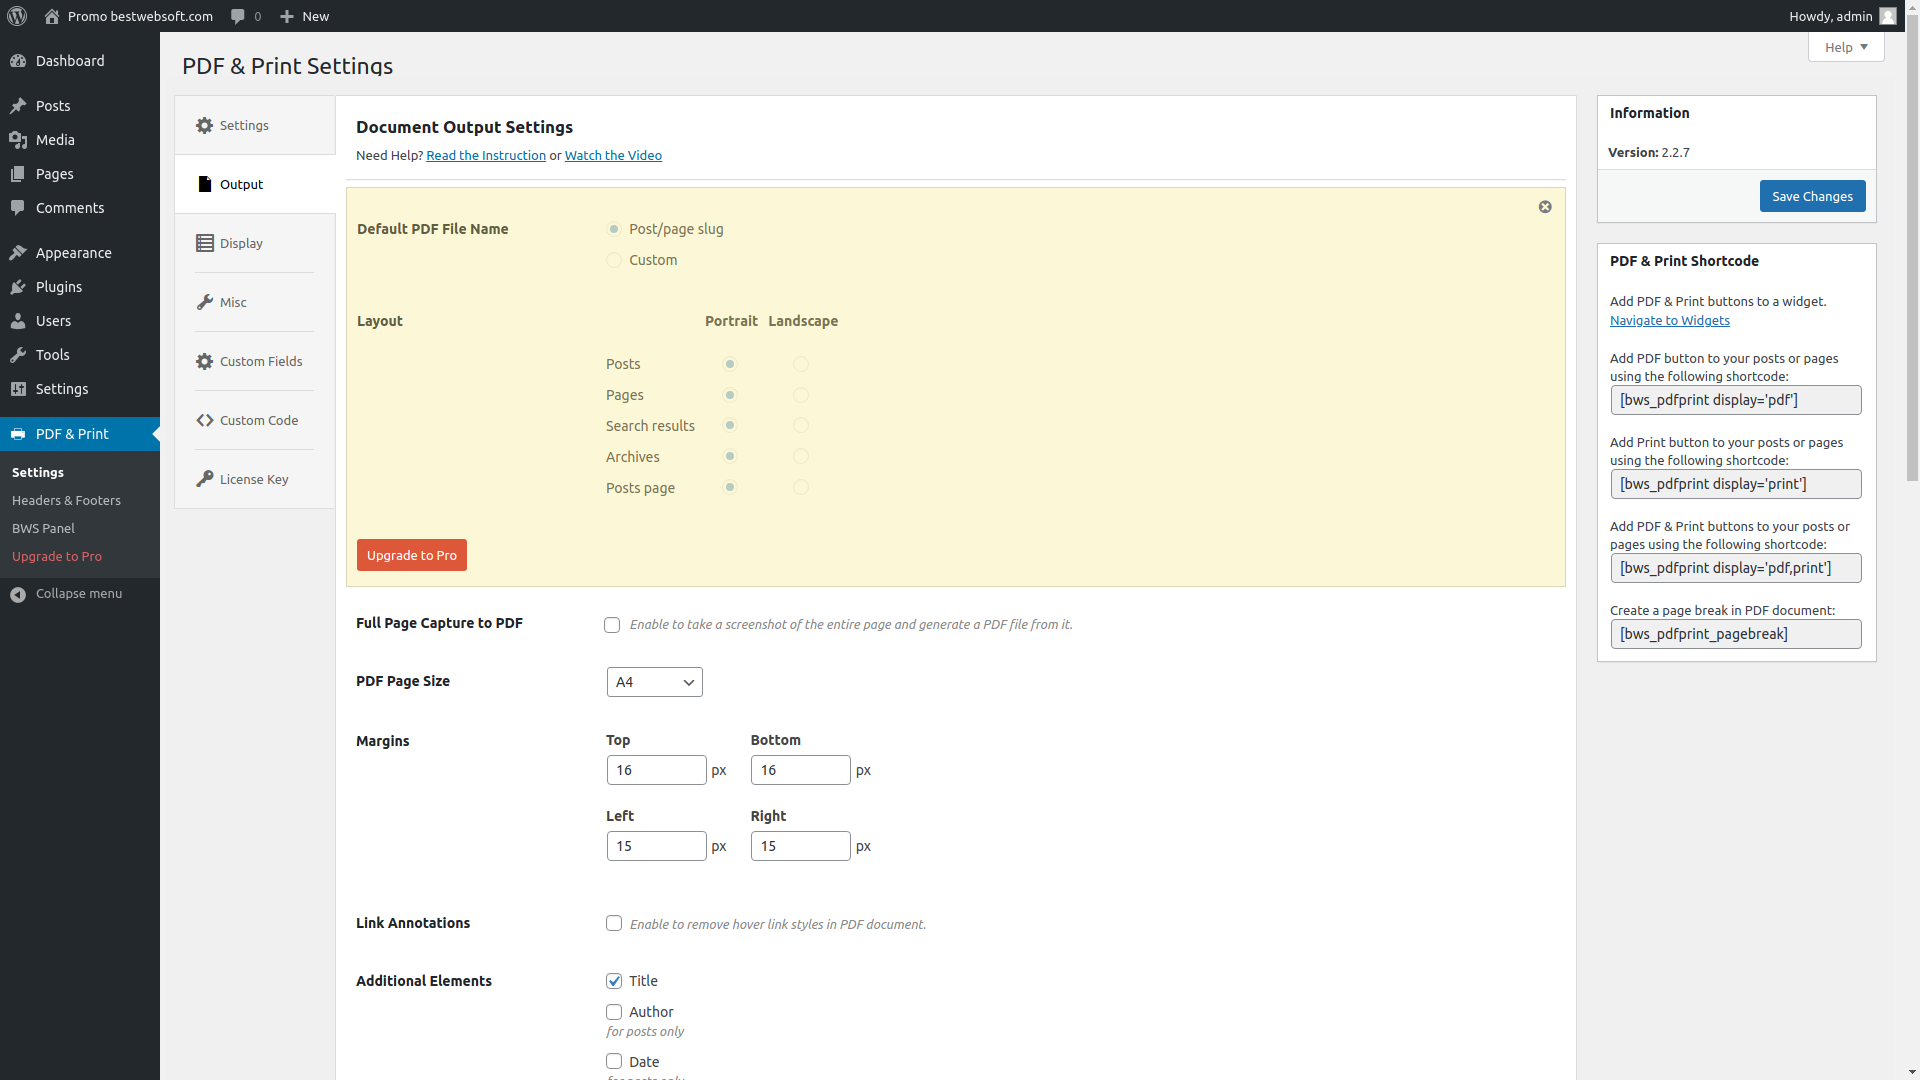 Promo bestwebsoft.com 0 New Howdy, admin
Help
Dashboard
Posts
Media
Pages
Comments
Appearance
Plugins
Users
Tools
Settings
PDF & Print
Settings
Headers & Footers
BWS Panel
Upgrade to Pro
Collapse menu
PDF & Print Settings
Settings
Output
Display
Misc
Custom Fields
Custom Code
License Key
Document Output Settings
Need Help? Read the Instruction or Watch the Video
Default PDF File Name
Post/page slug
Custom
Layout
Portrait Landscape
Posts
Pages
Search results
Archives
Posts page
Upgrade to Pro
Full Page Capture to PDF
Enable to take a screenshot of the entire page and generate a PDF file from it.
PDF Page Size
A4
Margins
Top Bottom
16 px 16 px
Left Right
15 px 15 px
Link Annotations
Enable to remove hover link styles in PDF document.
Additional Elements
Title
Author
for posts only
Date
for posts only
Information
Version: 2.2.7
Save Changes
PDF & Print Shortcode
Add PDF & Print buttons to a widget.
Navigate to Widgets
Add PDF button to your posts or pages
using the following shortcode:
[bws_pdfprint display='pdf']
Add Print button to your posts or pages
using the following shortcode:
[bws_pdfprint display='print']
Add PDF & Print buttons to your posts or
pages using the following shortcode:
[bws_pdfprint display='pdf,print']
Create a page break in PDF document:
[bws_pdfprint_pagebreak]